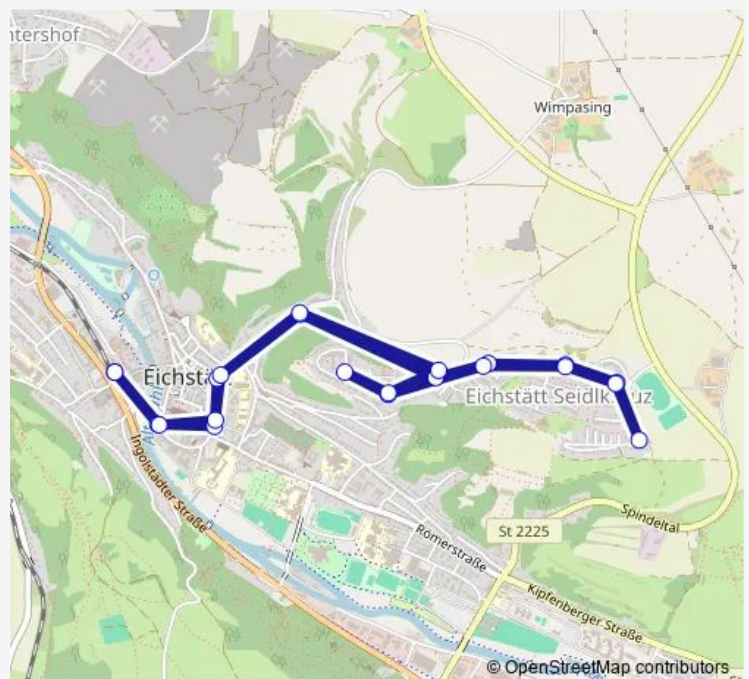 ntershof
Wimpasing
Eichstätt
Eichstätt Seidlkreuz
Ingolstädter Straße
St 2225
Spindeltal
Römerstraße
Kipfenberger Straße
© OpenStreetMap contributors